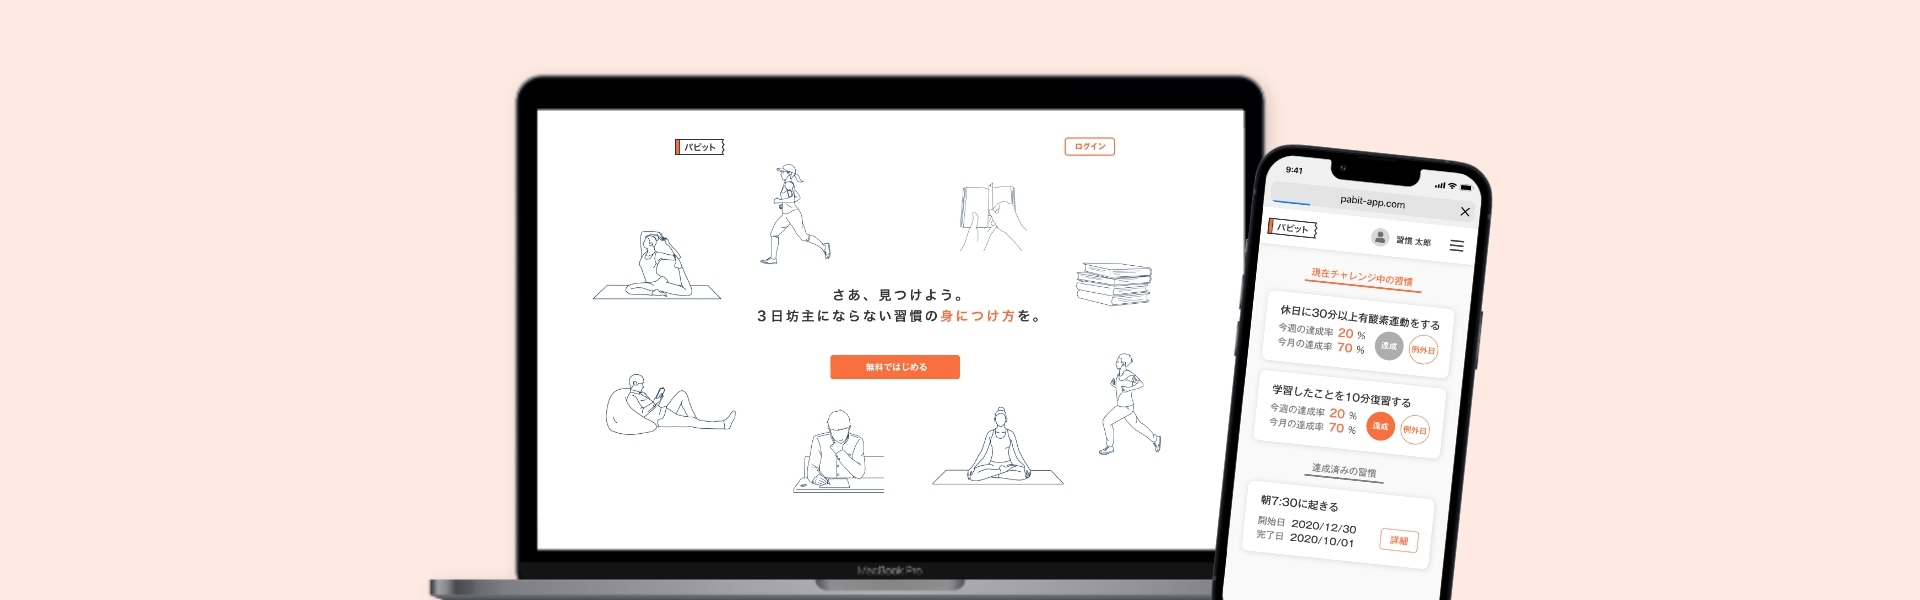 パビット
ログイン
さあ、見つけよう。
3日坊主にならない習慣の身につけ方を。
無料ではじめる
MacBook Pro
9:41
pabit-app.com
パビット
習慣 太郎
現在チャレンジ中の習慣
休日に30分以上有酸素運動をする
今週の達成率 20 %
今月の達成率 70 %
達成
例外日
学習したことを10分復習する
今週の達成率 20 %
今月の達成率 70 %
達成
例外日
達成済みの習慣
朝7:30に起きる
開始日 2020/12/30
完了日 2020/10/01
詳細